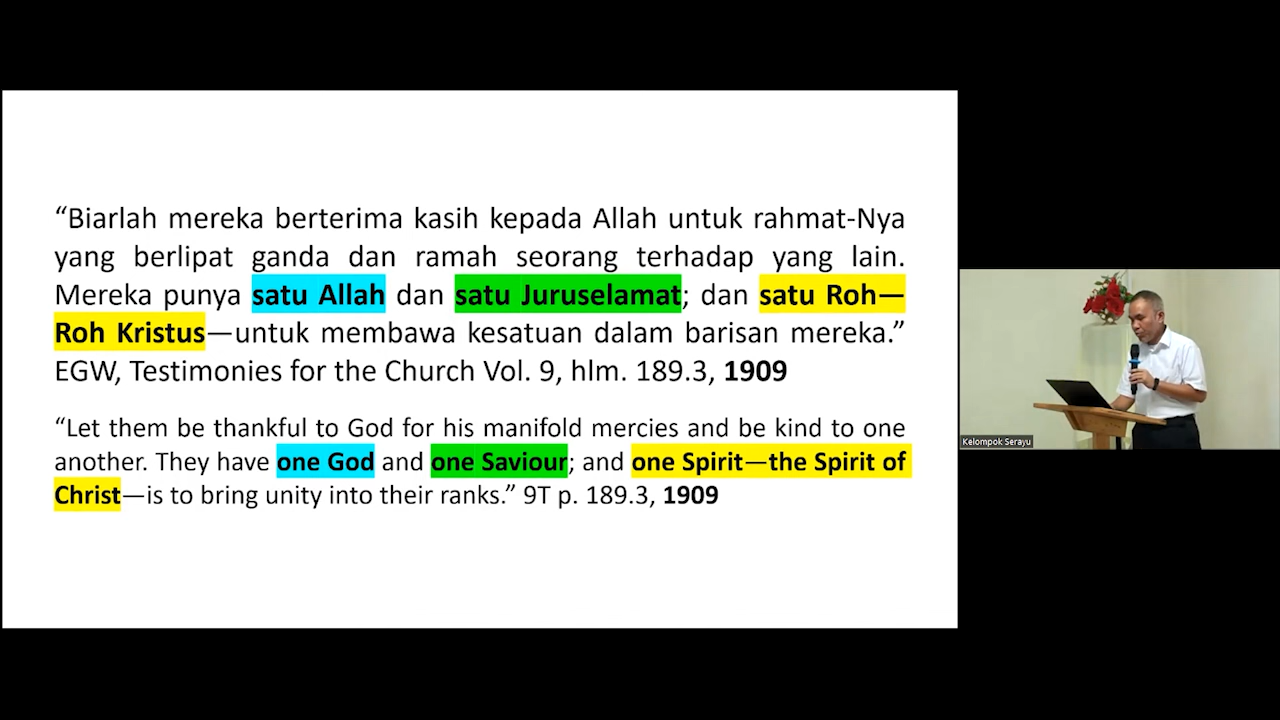 “Biarlah mereka berterima kasih kepada Allah untuk rahmat-Nya
yang berlipat ganda dan ramah seorang terhadap yang lain.
Mereka punya satu Allah dan satu Juruselamat; dan satu Roh—
Roh Kristus—untuk membawa kesatuan dalam barisan mereka.”
EGW, Testimonies for the Church Vol. 9, hlm. 189.3, 1909
“Let them be thankful to God for his manifold mercies and be kind to one
another. They have one God and one Saviour; and one Spirit—the Spirit of
Christ—is to bring unity into their ranks.” 9T p. 189.3, 1909
Kelompok Serayu